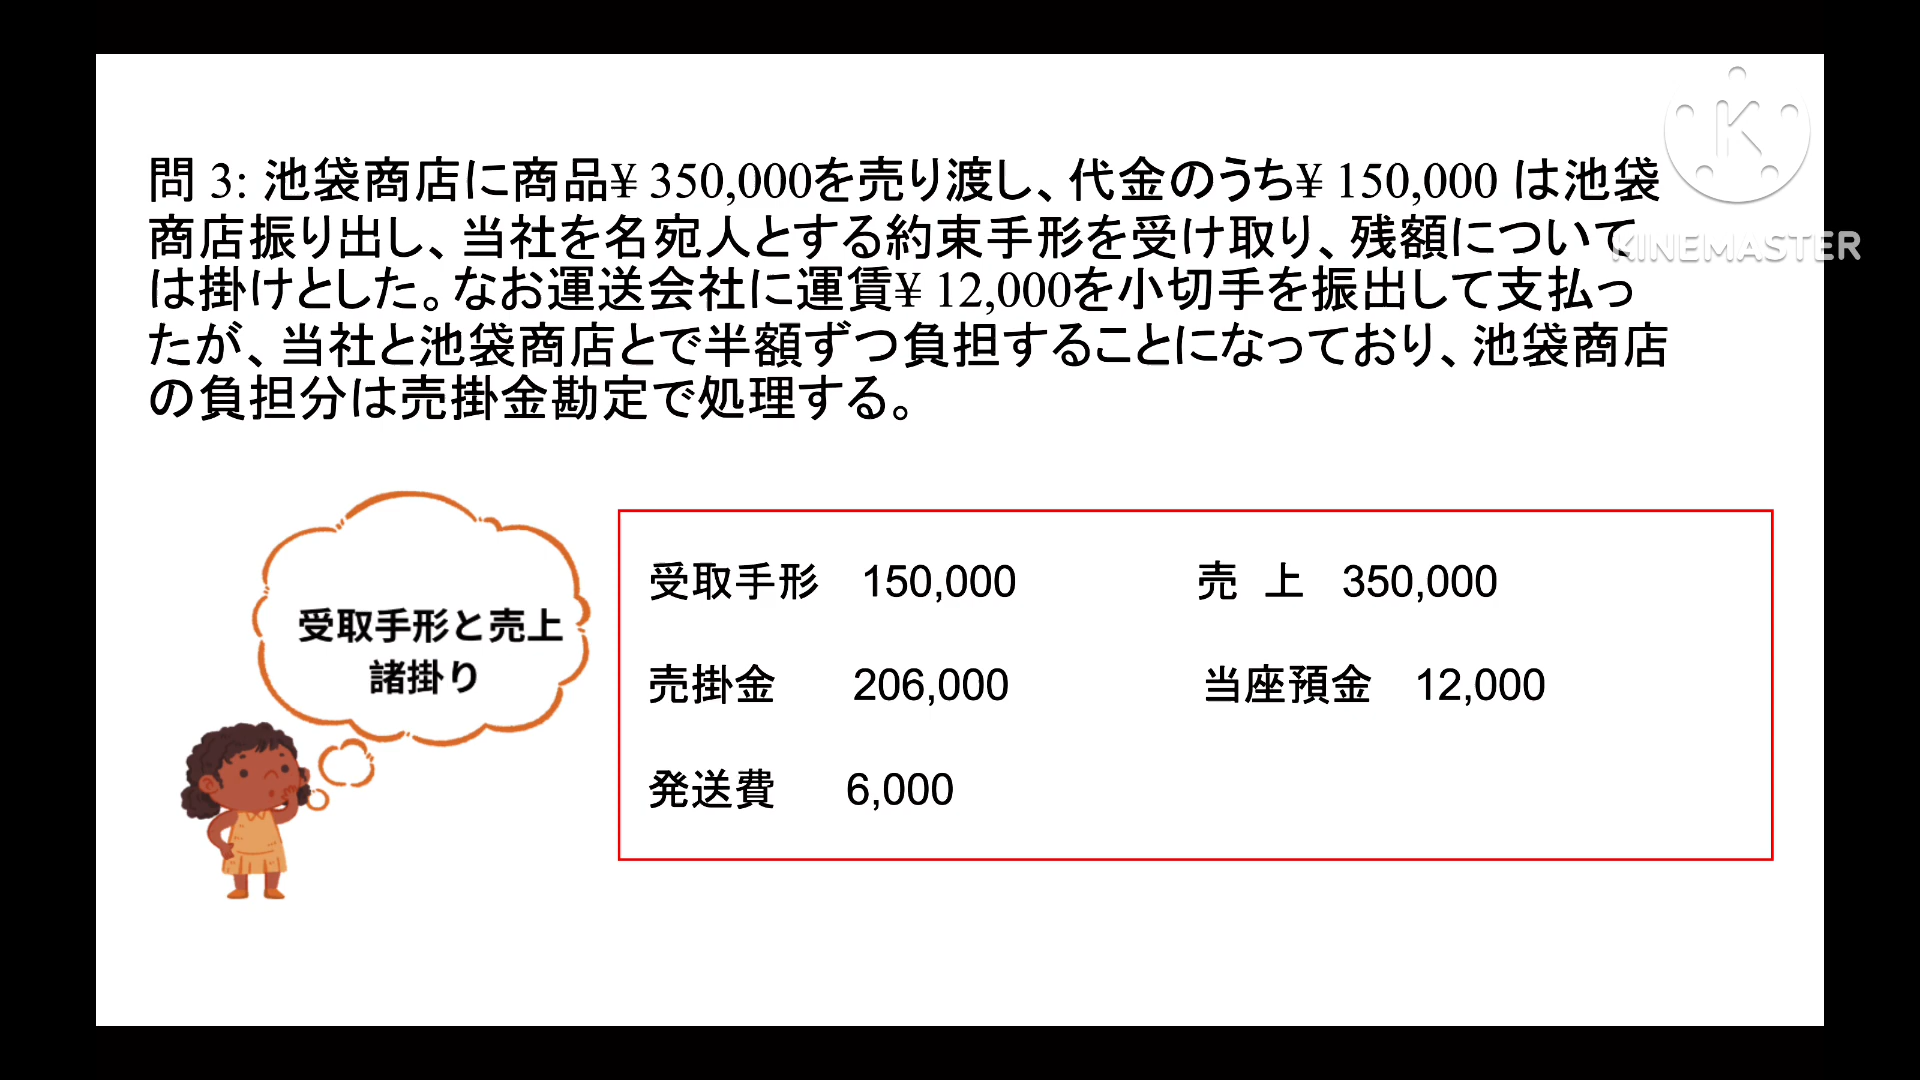 問 3: 池袋商店に商品¥ 350,000を売り渡し、代金のうち¥ 150,000 は池袋
商店振り出し、当社を名宛人とする約束手形を受け取り、残額について
は掛けとした。なお運送会社に運賃¥ 12,000を小切手を振出して支払っ
たが、当社と池袋商店とで半額ずつ負担することになっており、池袋商店
の負担分は売掛金勘定で処理する。
K
KINEMASTER
受取手形と売上
諸掛り
受取手形 150,000 売 上 350,000
売掛金 206,000 当座預金 12,000
発送費 6,000